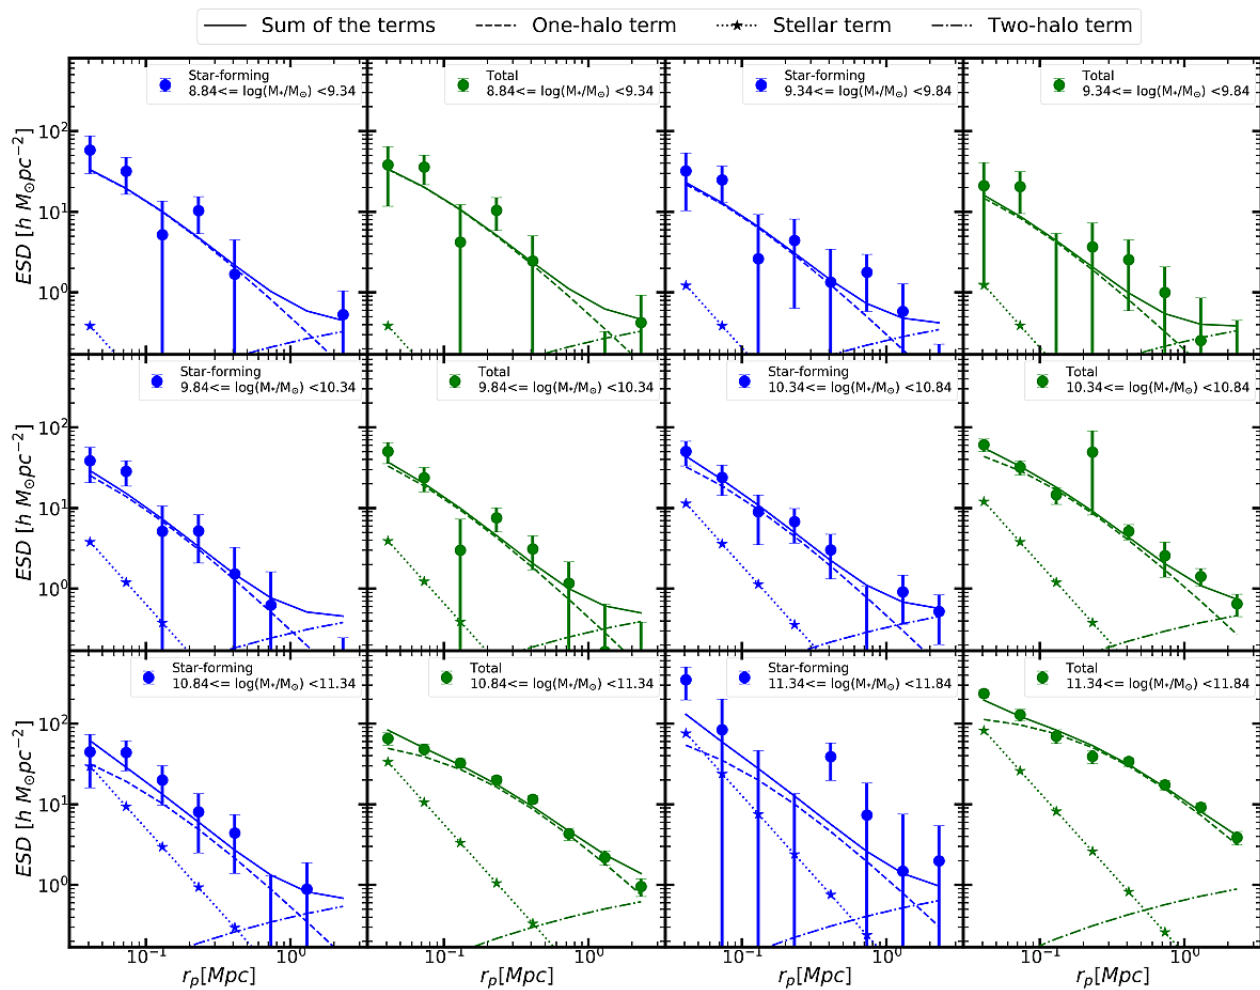 Sum of the terms One-halo term Stellar term Two-halo term
Star-forming
8.84<= log(M*/M☉) <9.34
Total
8.84<= log(M*/M☉) <9.34
Star-forming
9.34<= log(M*/M☉) <9.84
Total
9.34<= log(M*/M☉) <9.84
ESD [h M☉pc⁻²]
10²
10¹
10⁰
Star-forming
9.84<= log(M*/M☉) <10.34
Total
9.84<= log(M*/M☉) <10.34
Star-forming
10.34<= log(M*/M☉) <10.84
Total
10.34<= log(M*/M☉) <10.84
ESD [h M☉pc⁻²]
10²
10¹
10⁰
Star-forming
10.84<= log(M*/M☉) <11.34
Total
10.84<= log(M*/M☉) <11.34
Star-forming
11.34<= log(M*/M☉) <11.84
Total
11.34<= log(M*/M☉) <11.84
ESD [h M☉pc⁻²]
10²
10¹
10⁰
10⁻¹ 10⁰ 10⁻¹ 10⁰ 10⁻¹ 10⁰ 10⁻¹ 10⁰
rₚ[Mpc] rₚ[Mpc] rₚ[Mpc] rₚ[Mpc]